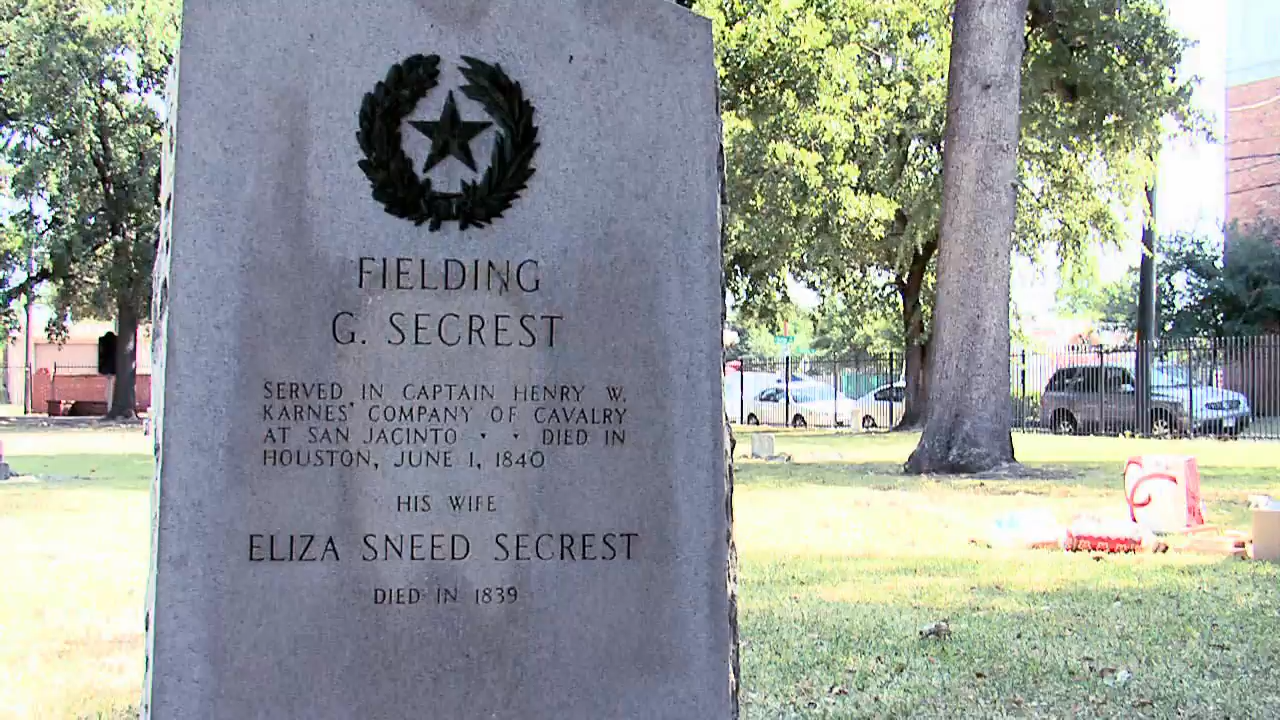 FIELDING
G. SECREST
SERVED IN CAPTAIN HENRY W.
KARNES' COMPANY OF CAVALRY
AT SAN JACINTO · · DIED IN
HOUSTON, JUNE 1, 1840
HIS WIFE
ELIZA SNEED SECREST
DIED IN 1839